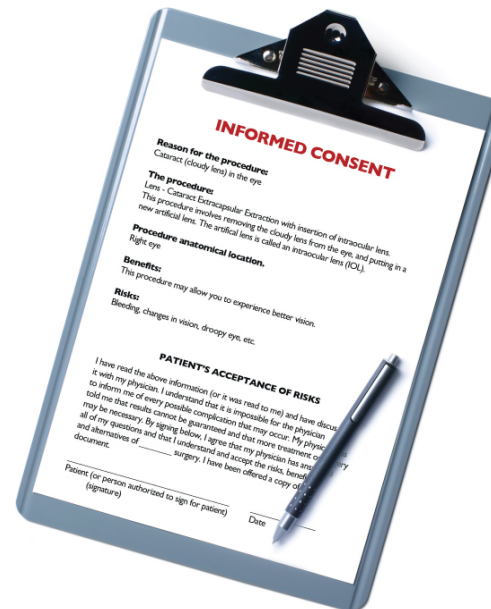 INFORMED CONSENT
Reason for the procedure:
Cataract (cloudy lens) in the eye
The procedure:
Lens - Cataract Extracapsular Extraction with insertion of intraocular lens.
This procedure involves removing the cloudy lens from the eye, and putting in a
new artificial lens. The artifical lens is called an intraocular lens (IOL).
Procedure anatomical location.
Right eye
Benefits:
This procedure may allow you to experience better vision.
Risks:
Bleeding, changes in vision, droopy eye, etc.
PATIENT'S ACCEPTANCE OF RISKS
I have read the above information (or it was read to me) and have discus
it with my physician. I understand that it is impossible for the physician
to inform me of every possible complication that may occur. My physic
told me that results cannot be guaranteed and that more treatment o
may be necessary. By signing below, I agree that my physician has ans
all of my questions and that I understand and accept the risks, benef
and alternatives of ________ surgery. I have been offered a copy of
document.
Patient (or person authorized to sign for patient) Date
(signature)